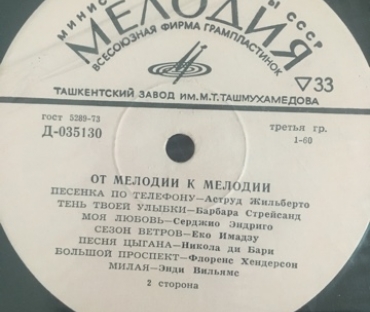 МИНИС
Ы СССР
МЕЛОДИЯ
ВСЕСОЮЗНАЯ ФИРМА ГРАМПЛАСТИНОК
33
ТАШКЕНТСКИЙ ЗАВОД ИМ. М.Т. ТАШМУХАМЕДОВА
ГОСТ 5289-73
Д-035130
третья гр.
1-60
ОТ МЕЛОДИИ К МЕЛОДИИ
ПЕСЕНКА ПО ТЕЛЕФОНУ—Аструд Жильберто
ТЕНЬ ТВОЕЙ УЛЫБКИ—Барбара Стрейсанд
МОЯ ЛЮБОВЬ—Серджио Эндриго
СЕЗОН ВЕТРОВ—Еко Имадзу
ПЕСНЯ ЦЫГАНА—Никола ди Бари
БОЛЬШОЙ ПРОСПЕКТ—Флоренс Хендерсон
МИЛАЯ—Энди Вильямс
2 сторона